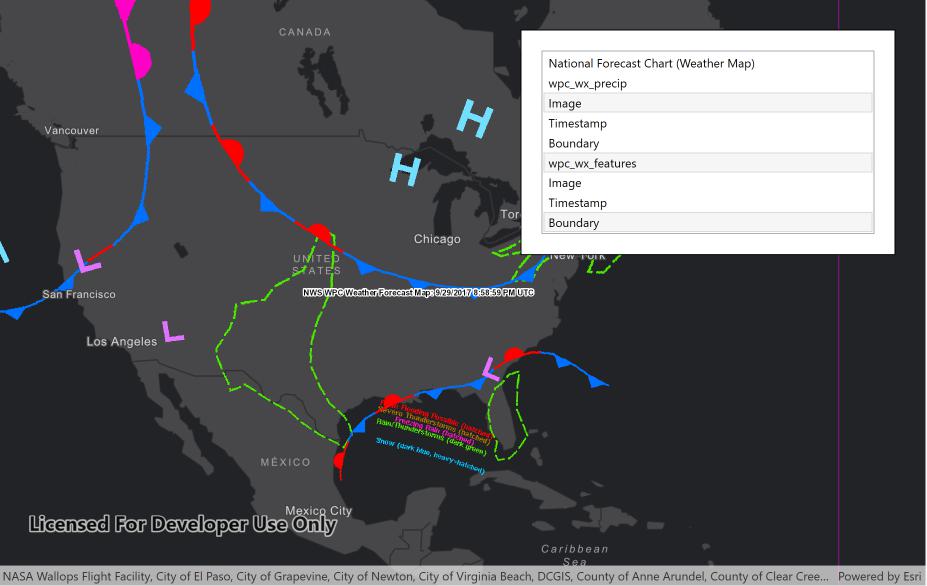 CANADA
National Forecast Chart (Weather Map)
wpc_wx_precip
Image
Timestamp
Boundary
wpc_wx_features
Image
Timestamp
Boundary
H
H
Vancouver
Tor
Chicago
New York
UNITED
STATES
L
San Francisco
NWS WPC Weather Forecast Map: 9/29/2017 8:58:59 PM UTC
L
Los Angeles
L
Flooding Possible (hatched)
Severe Thunderstorms (hatched)
Freezing Rain (hatched)
Rain/Thunderstorms (dark green)
Snow (dark blue, heavy-hatched)
MÉXICO
Mexico City
Licensed For Developer Use Only
Caribbean
Sea
NASA Wallops Flight Facility, City of El Paso, City of Grapevine, City of Newton, City of Virginia Beach, DCGIS, County of Anne Arundel, County of Clear Cree... Powered by Esri